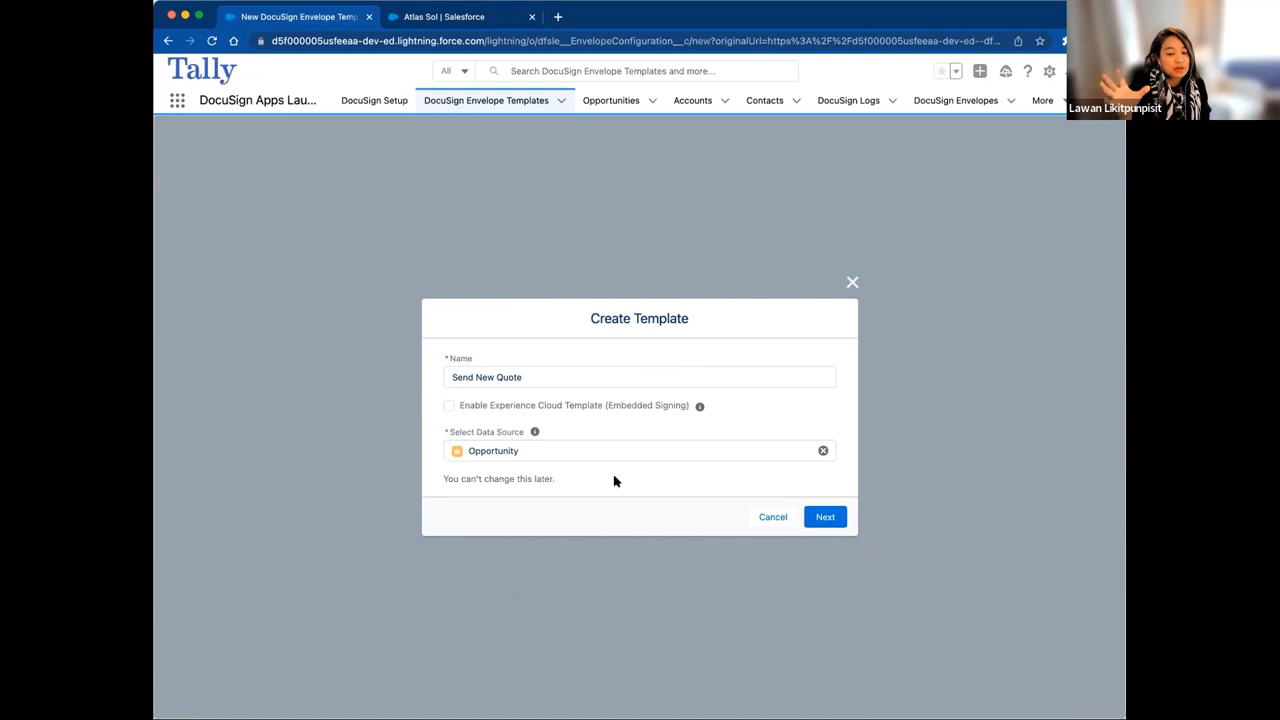 New DocuSign Envelope Temp
Atlas Sol | Salesforce
d5f000005usfeeaa-dev-ed.lightning.force.com/lightning/o/dfsle__EnvelopeConfiguration__c/new?originalUrl=https%3A%2F%2Fd5f000005usfeeaa-dev-ed--df...
Tally
All
Search DocuSign Envelope Templates and more...
Lawan Likitpunpisit
DocuSign Apps Lau...
DocuSign Setup
DocuSign Envelope Templates
Opportunities
Accounts
Contacts
DocuSign Logs
DocuSign Envelopes
More
Create Template
* Name
Send New Quote
Enable Experience Cloud Template (Embedded Signing)
* Select Data Source
Opportunity
You can't change this later.
Cancel
Next